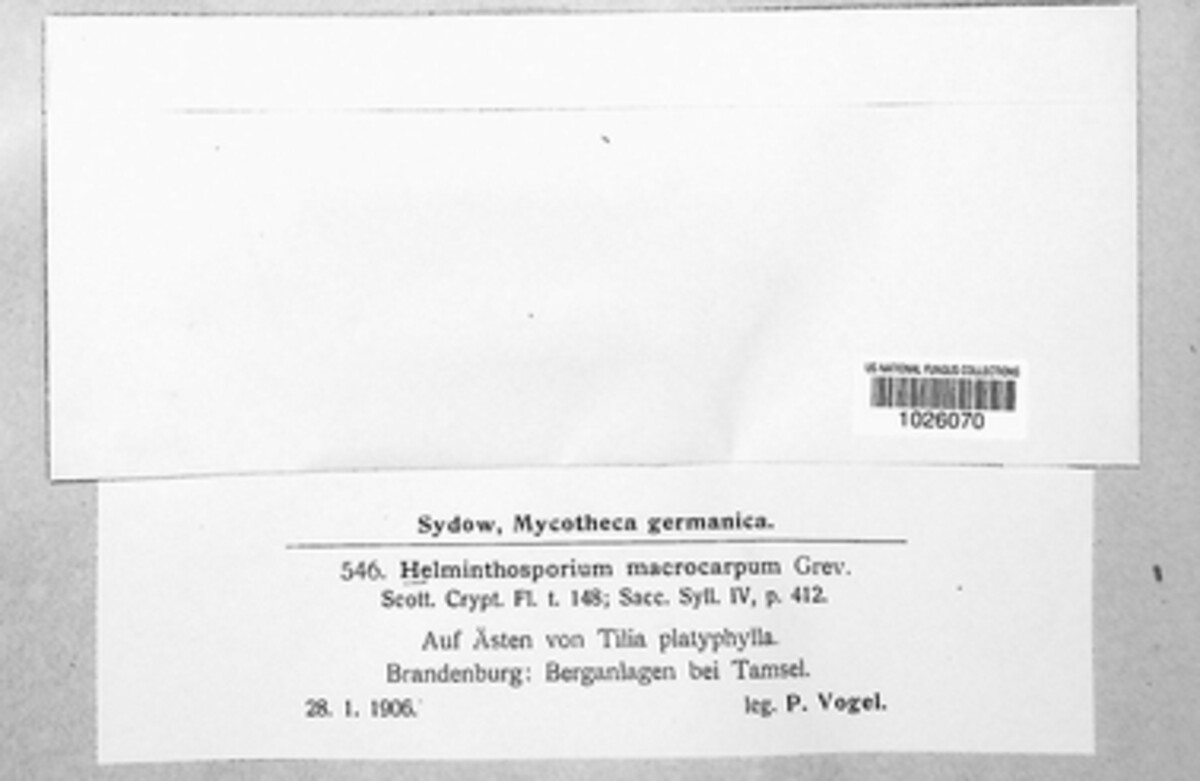 US NATIONAL FUNGUS COLLECTIONS
1026070
Sydow, Mycotheca germanica.
546. Helminthosporium macrocarpum Grev.
Scott. Crypt. Fl. t. 148; Sacc. Syll. IV, p. 412.
Auf Ästen von Tilia platyphylla.
Brandenburg: Berganlagen bei Tamsel.
28. 1. 1906. leg. P. Vogel.